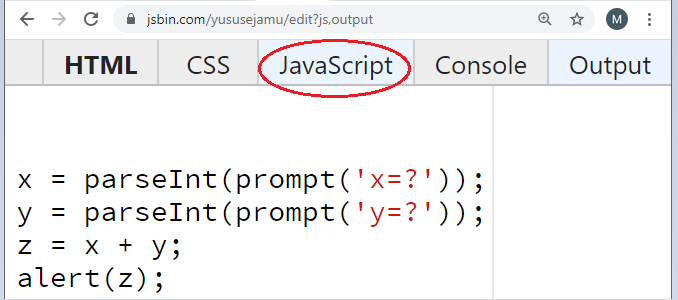 jsbin.com/yususejamu/edit?js,output
M
HTML CSS JavaScript Console Output
x = parseInt(prompt('x=?'));
y = parseInt(prompt('y=?'));
z = x + y;
alert(z);